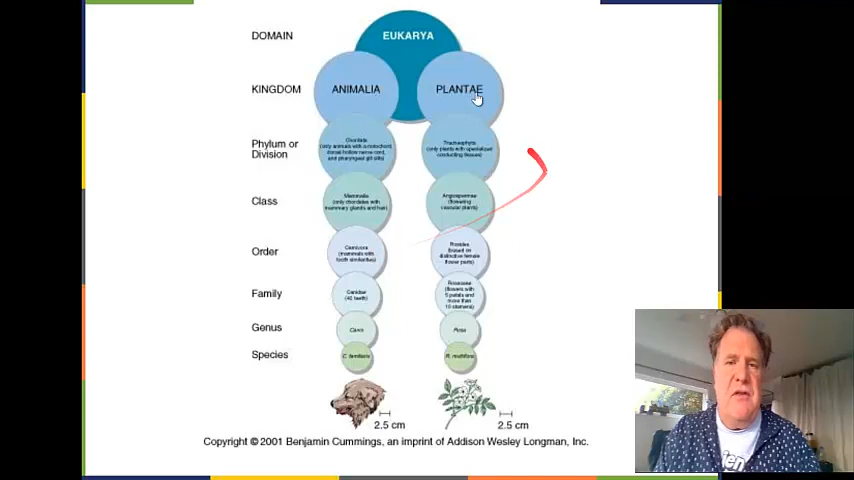 DOMAIN
EUKARYA
KINGDOM
ANIMALIA
PLANTAE
Phylum or
Division
Chordata
(only animals with a notochord,
dorsal hollow nerve cord,
and pharyngeal gill slits)
Tracheophyta
(only plants with specialized
conducting tissues)
Class
Mammalia
(only chordates with
mammary glands and hair)
Angiospermae
(flowering
vascular plants)
Order
Carnivora
(mammals with
tooth similarities)
Rosales
(based on
distinctive female
flower parts)
Family
Canidae
(42 teeth)
Rosaceae
(flowers with
5 petals and
more than
10 stamens)
Genus
Canis
Rosa
Species
C. familiaris
R. multiflora
2.5 cm
2.5 cm
Copyright © 2001 Benjamin Cummings, an imprint of Addison Wesley Longman, Inc.